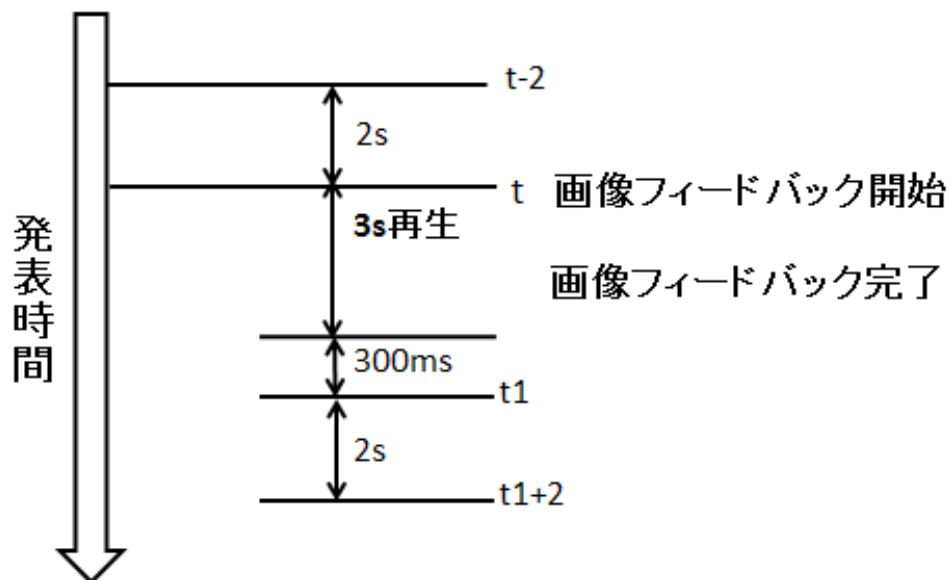 t-2
2s
t 画像フィードバック開始
3s再生
画像フィードバック完了
300ms
t1
2s
t1+2
発表時間